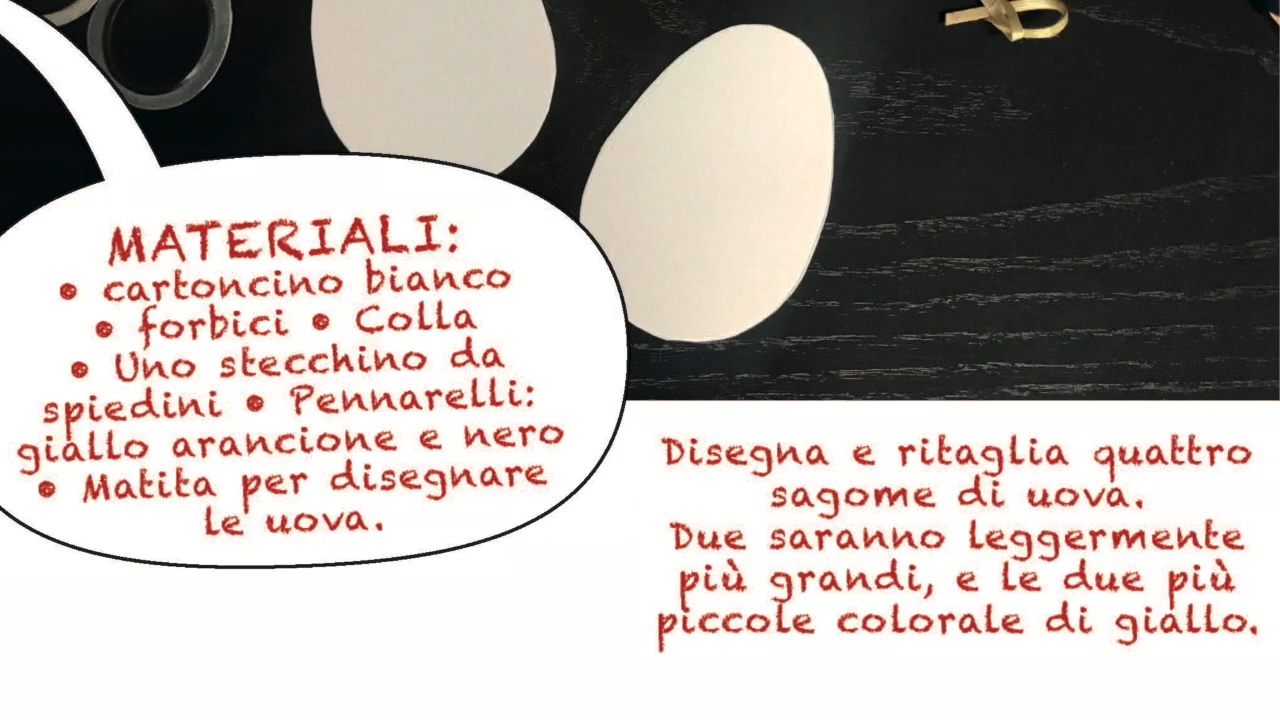 MATERIALI:
• cartoncino bianco
• forbici • Colla
• Uno stecchino da
spiedini • Pennarelli:
giallo arancione e nero
• Matita per disegnare
le uova.
Disegna e ritaglia quattro
sagome di uova.
Due saranno leggermente
più grandi, e le due più
piccole colorale di giallo.